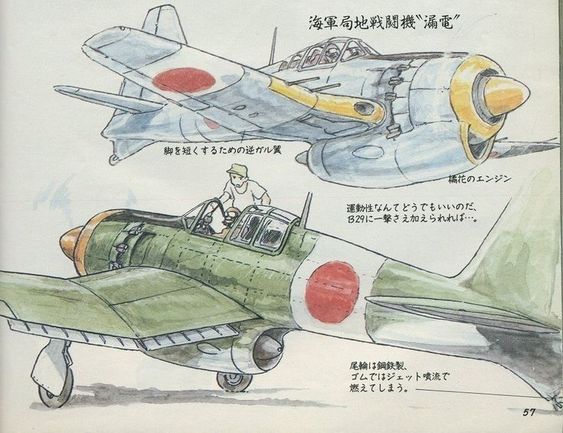 海軍局地戦闘機〝漏電〟
脚を短くするための逆ガル翼
橘花のエンジン
運動性なんてどうでもいいのだ、
B29に一撃さえ加えられれば…。
尾輪は鋼鉄製、
ゴムではジェット噴流で
燃えてしまう。
57